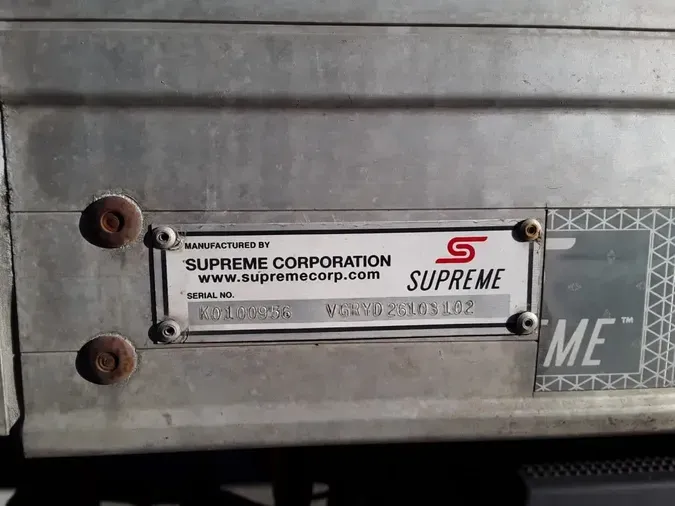 MANUFACTURED BY
SUPREME CORPORATION
www.supremecorp.com
SUPREME
SERIAL NO.
K0100956 VGRYD26103102
ME™